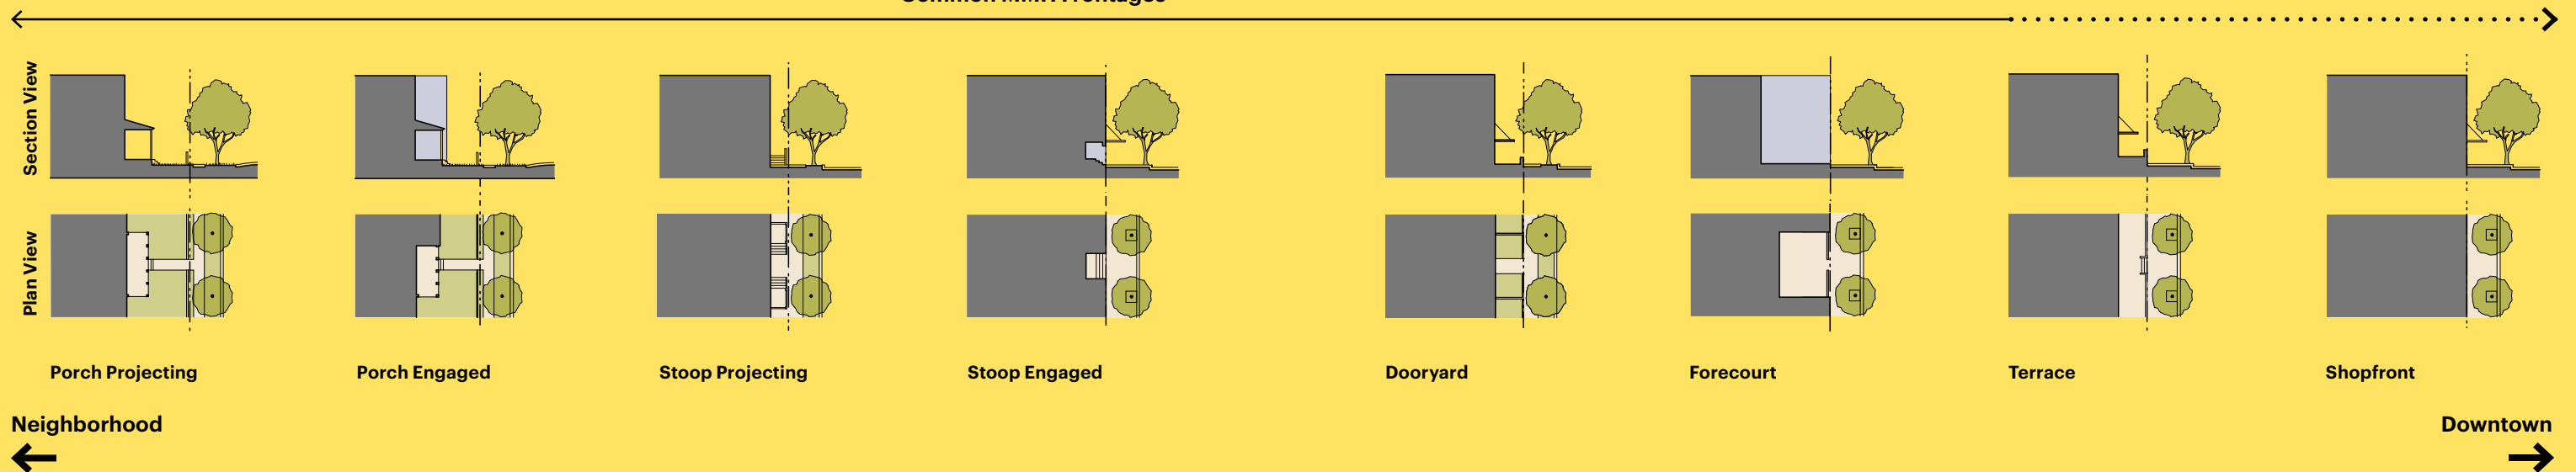 Section View
Plan View
Porch Projecting
Porch Engaged
Stoop Projecting
Stoop Engaged
Dooryard
Forecourt
Terrace
Shopfront
Neighborhood
Downtown